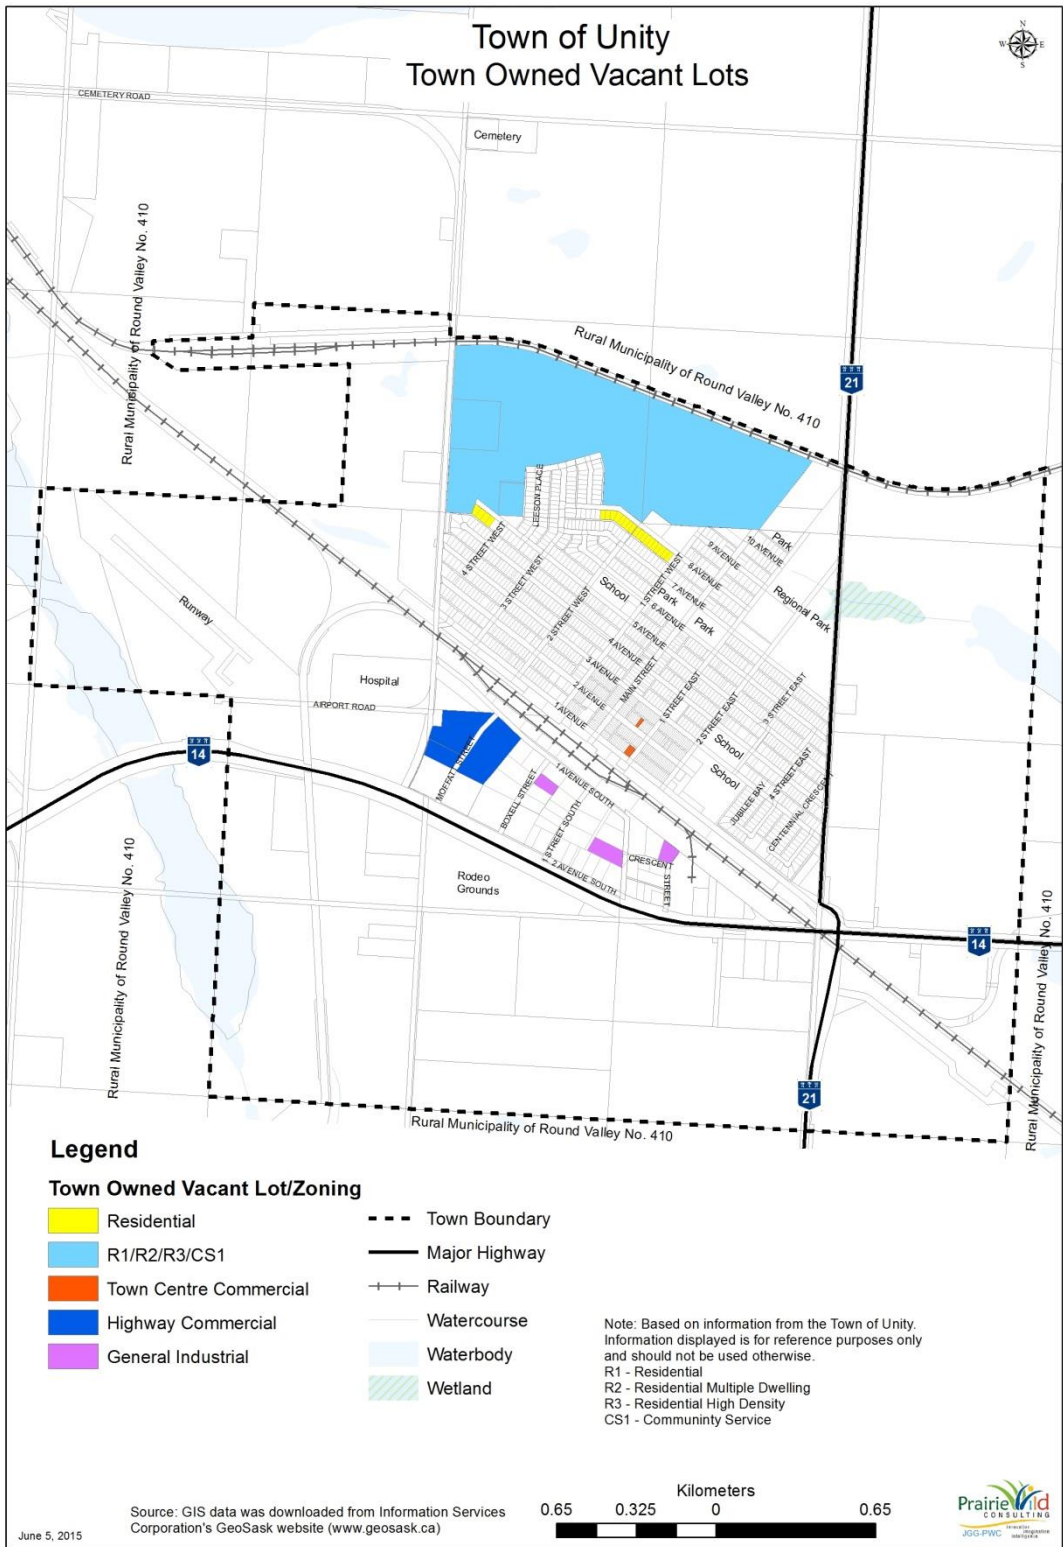 Town of Unity
Town Owned Vacant Lots
N
W E
S
CEMETERY ROAD
Cemetery
Rural Municipality of Round Valley No. 410
Rural Municipality of Round Valley No. 410
21
LEESON PLACE
4 STREET WEST
3 STREET WEST
2 STREET WEST
1 STREET WEST
10 AVENUE
9 AVENUE
8 AVENUE
7 AVENUE
6 AVENUE
5 AVENUE
4 AVENUE
3 AVENUE
2 AVENUE
1 AVENUE
Park
School
Park
Park
Regional Park
MAIN STREET
1 STREET EAST
2 STREET EAST
3 STREET EAST
4 STREET EAST
School
School
JUBILEE BAY
CENTENNIAL CRESCENT
Runway
Hospital
AIRPORT ROAD
14
MOFFATT STREET
BOXELL STREET
1 STREET SOUTH
1 AVENUE SOUTH
2 AVENUE SOUTH
CRESCENT
STREET
Rodeo
Grounds
14
21
Rural Municipality of Round Valley No. 410
Rural Municipality of Round Valley No. 410
Rural Municipality of Round Valley No. 410
Legend
Town Owned Vacant Lot/Zoning
Residential
R1/R2/R3/CS1
Town Centre Commercial
Highway Commercial
General Industrial
Town Boundary
Major Highway
Railway
Watercourse
Waterbody
Wetland
Note: Based on information from the Town of Unity.
Information displayed is for reference purposes only
and should not be used otherwise.
R1 - Residential
R2 - Residential Multiple Dwelling
R3 - Residential High Density
CS1 - Communinty Service
Kilometers
0.65 0.325 0 0.65
Source: GIS data was downloaded from Information Services
Corporation's GeoSask website (www.geosask.ca)
June 5, 2015
PrairieWild
CONSULTING
JGG-PWC
innovation
imagination
intelligence